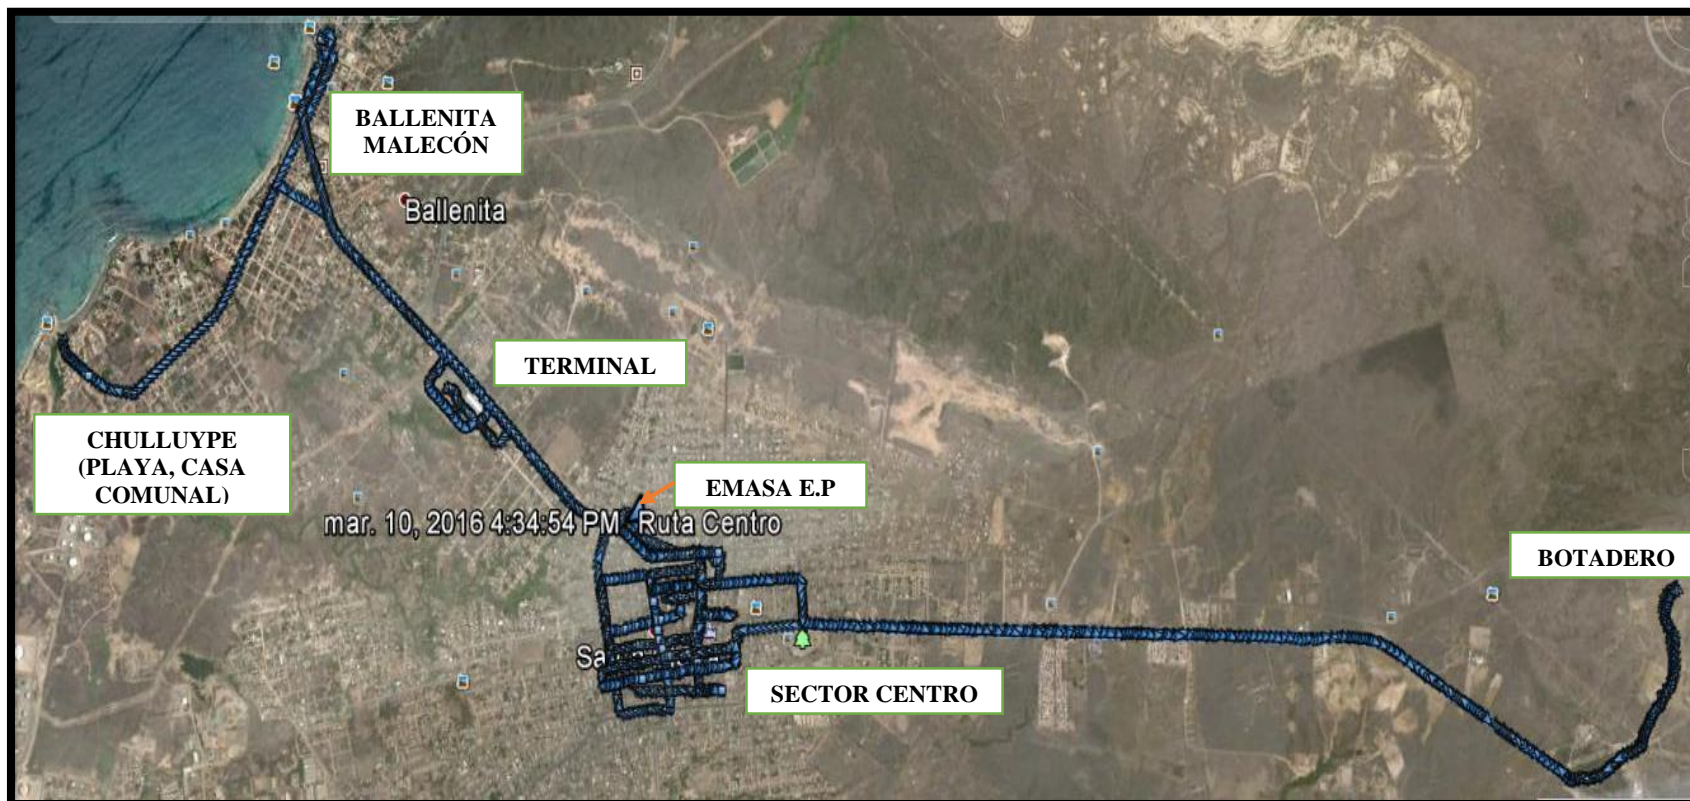 BALLENITA
MALECÓN
Ballenita
TERMINAL
CHULLUYPE
(PLAYA, CASA
COMUNAL)
EMASA E.P
mar. 10, 2016 4:34:54 PM Ruta Centro
BOTADERO
SECTOR CENTRO